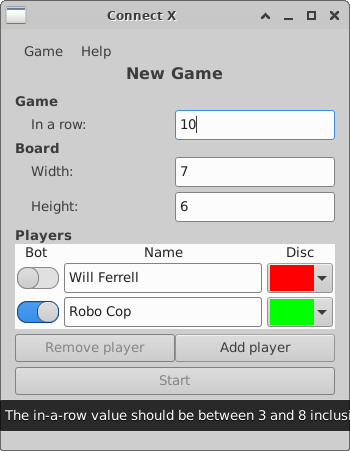 Connect X
Game Help
New Game
Game
In a row: 10
Board
Width: 7
Height: 6
Players
Bot Name Disc
Will Ferrell
Robo Cop
Remove player Add player
Start
The in-a-row value should be between 3 and 8 inclusi